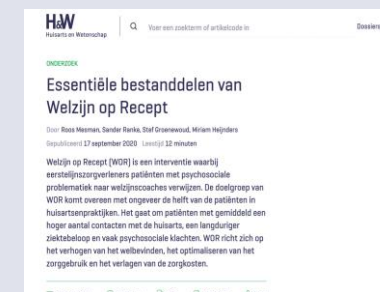 H&W
Huisarts en Wetenschap
Voer een zoekterm of artikelcode in
Dossiers
ONDERZOEK
Essentiële bestanddelen van
Welzijn op Recept
Door Roos Mesman, Sander Ranke, Stef Groenewoud, Miriam Heijnders
Gepubliceerd 17 september 2020 Leestijd 12 minuten
Welzijn op Recept (WOR) is een interventie waarbij
eerstelijnszorgverleners patiënten met psychosociale
problematiek naar welzijnscoaches verwijzen. De doelgroep van
WOR komt overeen met ongeveer de helft van de patiënten in
huisartsenpraktijken. Het gaat om patiënten met gemiddeld een
hoger aantal contacten met de huisarts, een langduriger
ziektebeloop en vaak psychosociale klachten. WOR richt zich op
het verhogen van het welbevinden, het optimaliseren van het
zorggebruik en het verlagen van de zorgkosten.